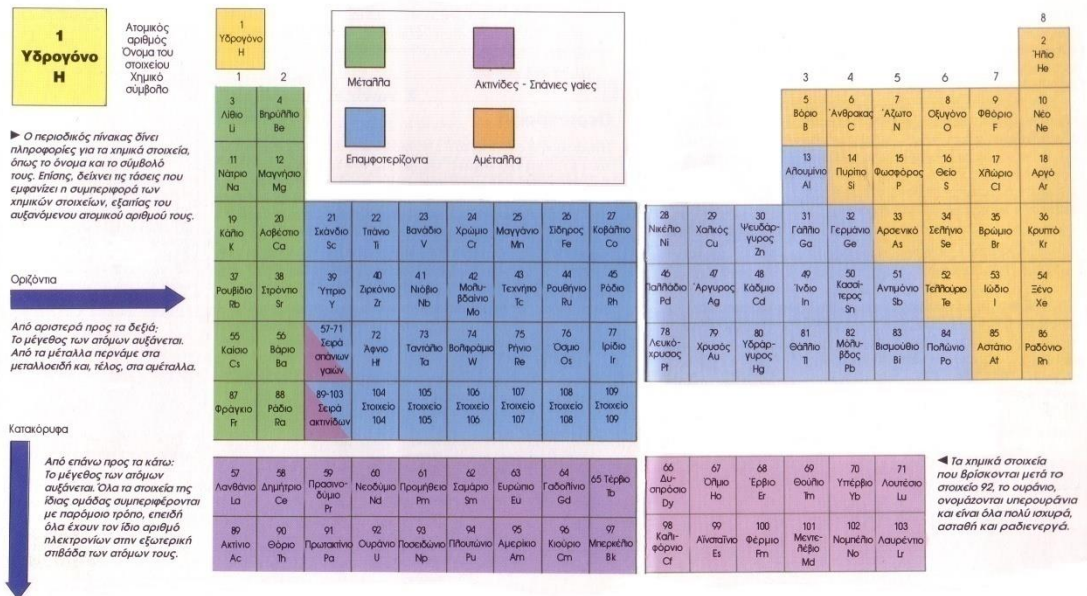 1
Υδρογόνο
H
Ατομικός
αριθμός
Όνομα του
στοιχείου
Χημικό
σύμβολο
► Ο περιοδικός πίνακας δίνει
πληροφορίες για τα χημικά στοιχεία,
όπως το όνομα και το σύμβολό
τους. Επίσης, δείχνει τις τάσεις που
εμφανίζει η συμπεριφορά των
χημικών στοιχείων, εξαιτίας του
αυξανόμενου ατομικού αριθμού τους.
Οριζόντια
Από αριστερά προς τα δεξιά:
Το μέγεθος των ατόμων αυξάνεται.
Από τα μέταλλα περνάμε στα
μεταλλοειδή και, τέλος, στα αμέταλλα.
Κατακόρυφα
Από επάνω προς τα κάτω:
Το μέγεθος των ατόμων
αυξάνεται. Όλα τα στοιχεία της
ίδιας ομάδας συμπεριφέρονται
με παρόμοιο τρόπο, επειδή
όλα έχουν τον ίδιο αριθμό
ηλεκτρονίων στην εξωτερική
στιβάδα των ατόμων τους.
1
Υδρογόνο
H
Μέταλλα
Ακτινίδες - Σπάνιες γαίες
Επαμφοτερίζοντα
Αμέταλλα
8
2
Ήλιο
He
1 2 3 4 5 6 7
3 4 5 6 7 8 9 10
Λίθιο Βηρύλλιο Βόριο Άνθρακας Άζωτο Οξυγόνο Φθόριο Νέο
Li Be B C N O F Ne
11 12 13 14 15 16 17 18
Νάτριο Μαγνήσιο Αλουμίνιο Πυρίτιο Φωσφόρος Θείο Χλώριο Αργό
Na Mg Al Si P S Cl Ar
19 20 21 22 23 24 25 26 27 28 29 30 31 32 33 34 35 36
Κάλιο Ασβέστιο Σκάνδιο Τιτάνιο Βανάδιο Χρώμιο Μαγγάνιο Σίδηρος Κοβάλτιο Νικέλιο Χαλκός Ψευδάργυρος Γάλλιο Γερμάνιο Αρσενικό Σελήνιο Βρώμιο Κρυπτό
K Ca Sc Ti V Cr Mn Fe Co Ni Cu Zn Ga Ge As Se Br Kr
37 38 39 40 41 42 43 44 45 46 47 48 49 50 51 52 53 54
Ρουβίδιο Στρόντιο Ύτριο Ζιρκόνιο Νιόβιο Μολυβδαίνιο Τεχνήτιο Ρουθήνιο Ρόδιο Παλλάδιο Άργυρος Κάδμιο Ίνδιο Κασσίτερος Αντιμόνιο Τελλούριο Ιώδιο Ξένο
Rb Sr Y Zr Nb Mo Tc Ru Rh Pd Ag Cd In Sn Sb Te I Xe
55 56 57-71 72 73 74 75 76 77 78 79 80 81 82 83 84 85 86
Καίσιο Βάριο Σειρά σπάνιων γαιών Άφνιο Ταντάλιο Βολφράμιο Ρήνιο Όσμιο Ιρίδιο Λευκόχρυσος Χρυσός Υδράργυρος Θάλλιο Μόλυβδος Βισμούθιο Πολώνιο Αστάτιο Ραδόνιο
Cs Ba Hf Ta W Re Os Ir Pt Au Hg Tl Pb Bi Po At Rn
87 88 89-103 104 105 106 107 108 109
Φράγκιο Ράδιο Σειρά ακτινίδων Στοιχείο Στοιχείο Στοιχείο Στοιχείο Στοιχείο Στοιχείο
Fr Ra 104 105 106 107 108 109
57 58 59 60 61 62 63 64 65 Τέρβιο 66 67 68 69 70 71
Λανθάνιο Δημήτριο Πρασινοδύμιο Νεοδύμιο Προμήθειο Σαμάριο Ευρώπιο Γαδολίνιο Tb Δυσπρόσιο Όλμιο Έρβιο Θούλιο Υπέρβιο Λουτέσιο
La Ce Pr Nd Pm Sm Eu Gd Dy Ho Er Tm Yb Lu
89 90 91 92 93 94 95 96 97 98 99 100 101 102 103
Ακτίνιο Θόριο Πρωτακτίνιο Ουράνιο Ποσειδώνιο Πλουτώνιο Αμερίκιο Κιούριο Μπερκέλιο Καλιφόρνιο Αϊνσταΐνιο Φέρμιο Μεντελέβιο Νομπέλιο Λαυρέντιο
Ac Th Pa U Np Pu Am Cm Bk Cf Es Fm Md No Lr
◄ Τα χημικά στοιχεία
που βρίσκονται μετά το
στοιχείο 92, το ουράνιο,
ονομάζονται υπερουράνια
και είναι όλα πολύ ισχυρά,
ασταθή και ραδιενεργά.